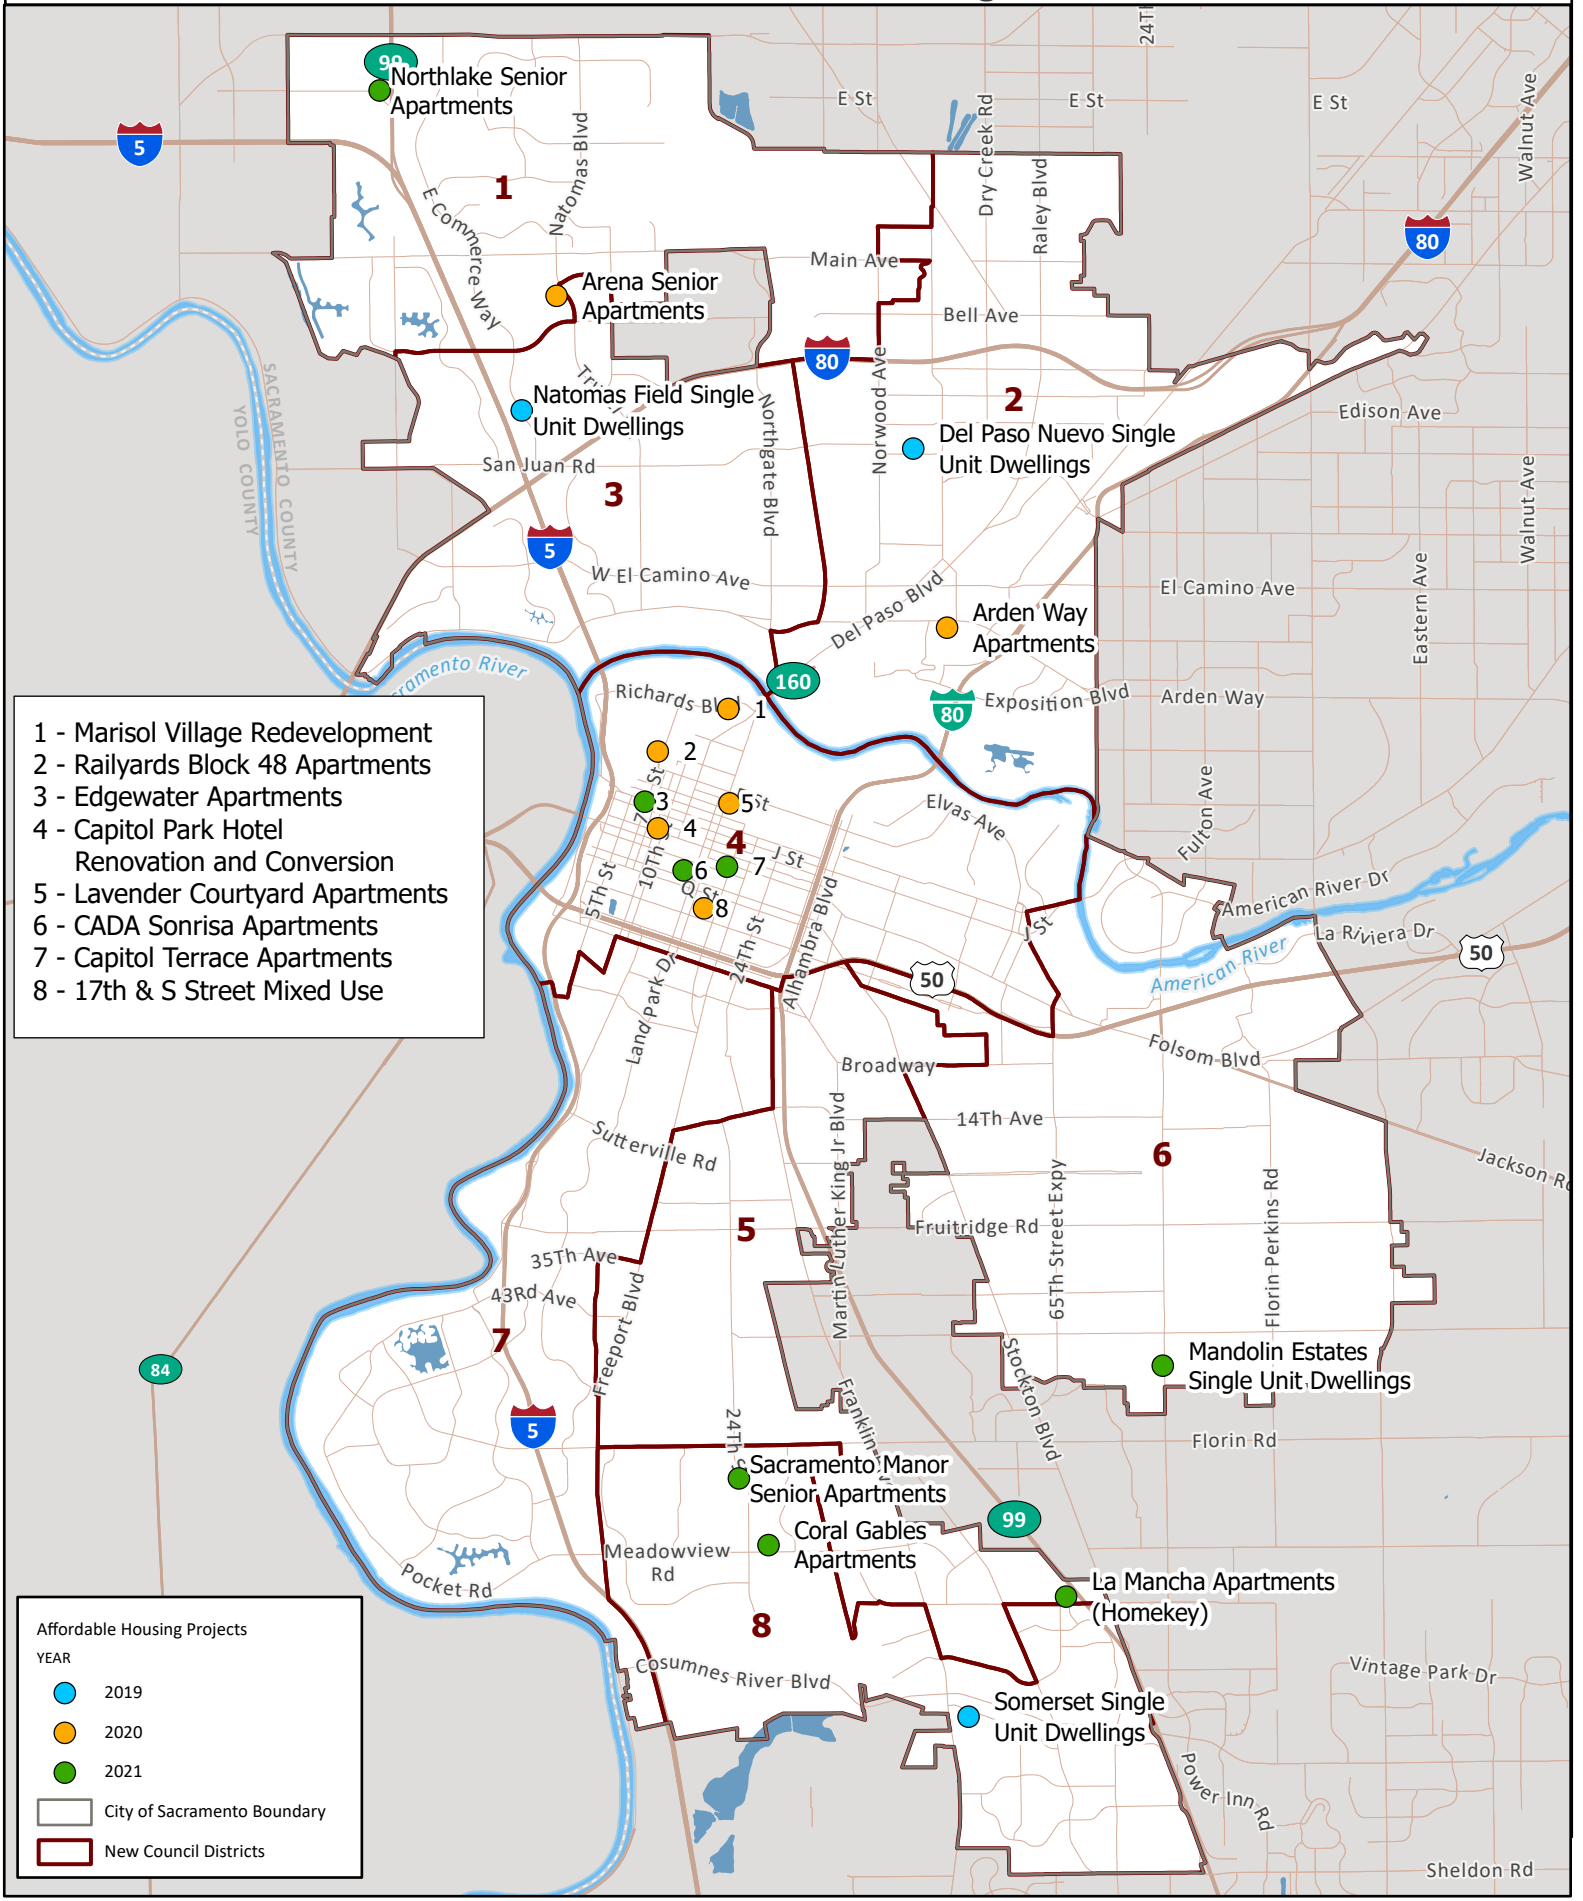 24Th
99
Northlake Senior
Apartments
E St
E St
E St
Dry Creek Rd
Walnut Ave
5
Natomas Blvd
1
Raley Blvd
E Commerce Way
80
Main Ave
Arena Senior
Apartments
Bell Ave
80
SACRAMENTO COUNTY
YOLO COUNTY
Natomas Field Single
Unit Dwellings
Northgate Blvd
Norwood Ave
2
Edison Ave
Del Paso Nuevo Single
Unit Dwellings
San Juan Rd
3
Walnut Ave
5
W El Camino Ave
Del Paso Blvd
El Camino Ave
Eastern Ave
Arden Way
Apartments
Sacramento River
160
Richards Blvd
1
80
Exposition Blvd
Arden Way
1 - Marisol Village Redevelopment
2 - Railyards Block 48 Apartments
3 - Edgewater Apartments
4 - Capitol Park Hotel
Renovation and Conversion
5 - Lavender Courtyard Apartments
6 - CADA Sonrisa Apartments
7 - Capitol Terrace Apartments
8 - 17th & S Street Mixed Use
2
3
5
St
4
4
Elvas Ave
Fulton Ave
J St
10Th St
6
7
Q St
8
5Th St
24Th St
Alhambra Blvd
J St
American River Dr
La Riviera Dr
American River
50
50
Land Park Dr
Broadway
Folsom Blvd
14Th Ave
Sutterville Rd
Martin Luther King Jr Blvd
6
Jackson Rd
5
Fruitridge Rd
65Th Street Expy
Florin Perkins Rd
35Th Ave
43Rd Ave
Freeport Blvd
7
84
Mandolin Estates
Single Unit Dwellings
Stockton Blvd
Franklin
5
24Th S
Florin Rd
Sacramento Manor
Senior Apartments
99
Coral Gables
Apartments
Meadowview
Rd
Pocket Rd
La Mancha Apartments
(Homekey)
8
Cosumnes River Blvd
Vintage Park Dr
Somerset Single
Unit Dwellings
Power Inn Rd
Sheldon Rd
Affordable Housing Projects
YEAR
2019
2020
2021
City of Sacramento Boundary
New Council Districts